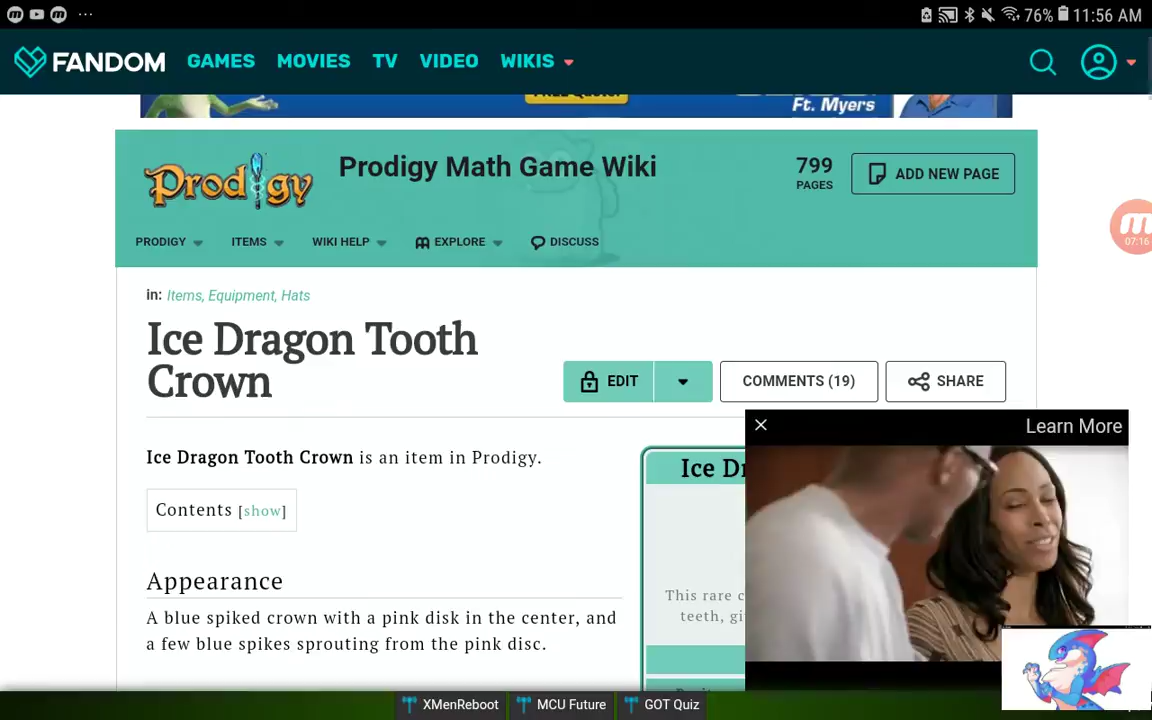 76% 11:56 AM
FANDOM GAMES MOVIES TV VIDEO WIKIS
Ft. Myers
Prodigy
Prodigy Math Game Wiki
799
PAGES
ADD NEW PAGE
PRODIGY ITEMS WIKI HELP EXPLORE DISCUSS
07:16
in: Items, Equipment, Hats
Ice Dragon Tooth
Crown
EDIT
COMMENTS (19)
SHARE
Learn More
Ice Dragon Tooth Crown is an item in Prodigy.
Ice Dr
Contents [show]
Appearance
This rare c
A blue spiked crown with a pink disk in the center, and
teeth, gi
a few blue spikes sprouting from the pink disc.
XMenReboot MCU Future GOT Quiz